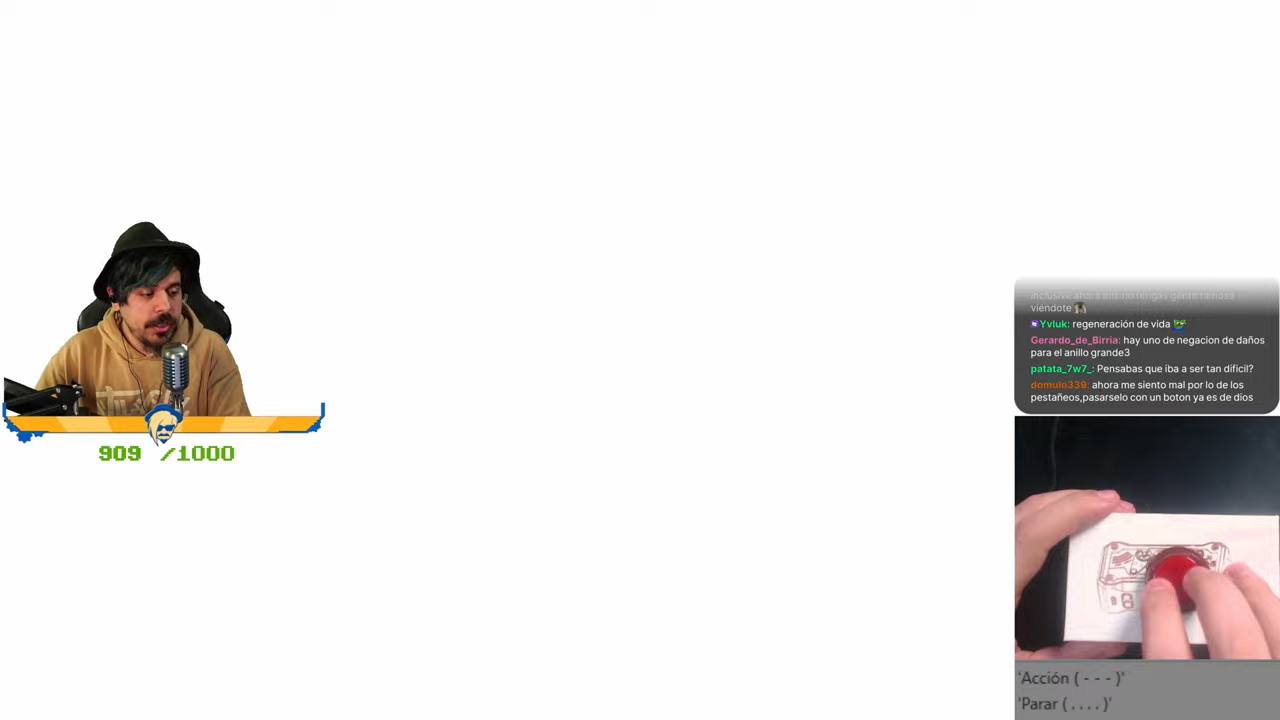 viéndote
Yvluk: regeneración de vida
Gerardo_de_Birria: hay uno de negacion de daños
para el anillo grande3
patata_7w7_: Pensabas que iba a ser tan dificil?
domulo339: ahora me siento mal por lo de los
pestañeos,pasarselo con un boton ya es de dios
909 /1000
'Acción ( - - - )'
'Parar ( . . . . )'